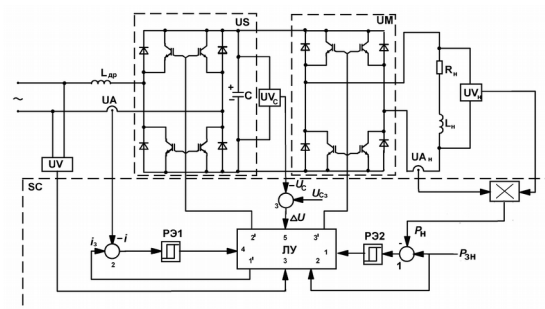 US
UM
Lдр
UA
~
+
−
C
UVC
Rн
UVн
Lн
UAн
UV
SC
−UC
UCз
3
ΔU
Pн
iз
−i
РЭ1
2
2' 5 3'
4 ЛУ 1
1' 3 2
РЭ2
-
1
Pзн